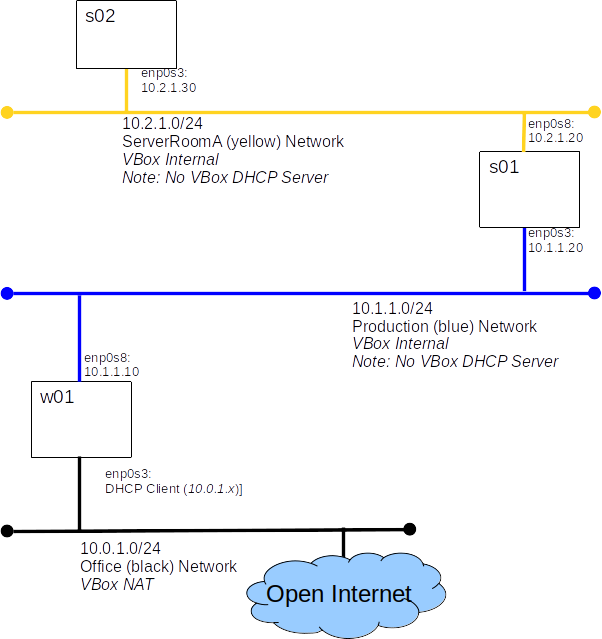 s02
enp0s3:
10.2.1.30
10.2.1.0/24
ServerRoomA (yellow) Network
VBox Internal
Note: No VBox DHCP Server
enp0s8:
10.2.1.20
s01
enp0s3:
10.1.1.20
10.1.1.0/24
Production (blue) Network
VBox Internal
Note: No VBox DHCP Server
enp0s8:
10.1.1.10
w01
enp0s3:
DHCP Client (10.0.1.x)]
10.0.1.0/24
Office (black) Network
VBox NAT
Open Internet